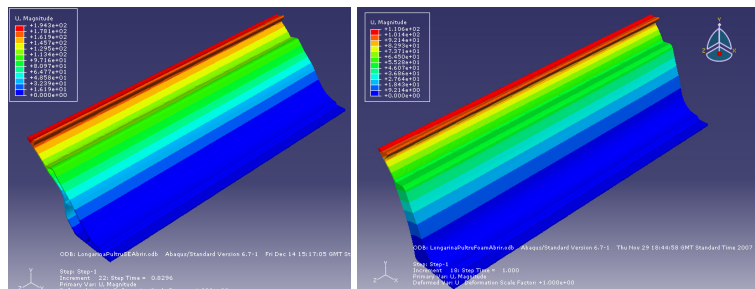 U, Magnitude
+1.943e+02
+1.781e+02
+1.619e+02
+1.457e+02
+1.295e+02
+1.134e+02
+9.716e+01
+8.097e+01
+6.477e+01
+4.858e+01
+3.239e+01
+1.619e+01
+0.000e+00
ODB: LongarinaPultruSEAbrir.odb Abaqus/Standard Version 6.7-1 Fri Dec 14 15:17:05 GMT St
Step: Step-1
Increment 22: Step Time = 0.8296
Primary Var: U, Magnitude
Y
Z X
U, Magnitude
+1.106e+02
+1.014e+02
+9.214e+01
+8.293e+01
+7.371e+01
+6.450e+01
+5.528e+01
+4.607e+01
+3.686e+01
+2.764e+01
+1.843e+01
+9.214e+00
+0.000e+00
Y
Z X
ODB: LongarinaPultruFoamAbrir.odb Abaqus/Standard Version 6.7-1 Thu Nov 29 18:44:58 GMT Standard Time 2007
Step: Step-1
Increment 18: Step Time = 1.000
Primary Var: U, Magnitude
Deformed Var: U Deformation Scale Factor: +1.000e+00
Y
Z X